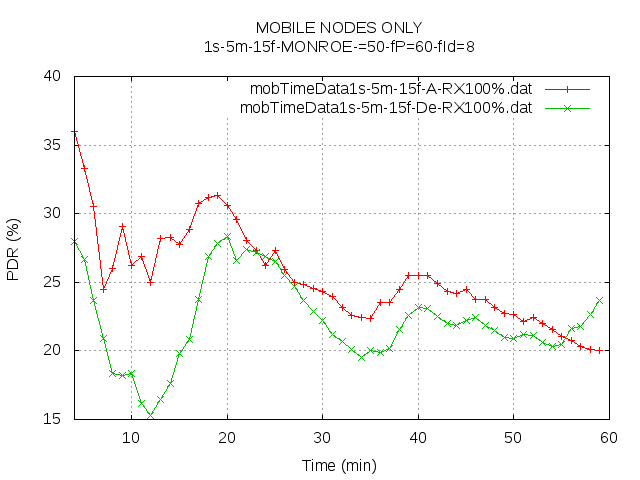 MOBILE NODES ONLY
1s-5m-15f-MONROE-=50-fP=60-fId=8
mobTimeData1s-5m-15f-A-RX100%.dat
mobTimeData1s-5m-15f-De-RX100%.dat
40
35
30
25
20
15
PDR (%)
10 20 30 40 50 60
Time (min)